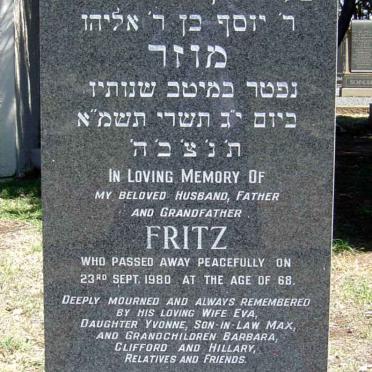 ר׳ יוסף בן ר׳ אליהו
מוזר
נפטר במיטב שנותיו
ביום י״ג תשרי תשמ״א
ת׳ נ׳ צ׳ ב׳ ה׳
IN LOVING MEMORY OF
MY BELOVED HUSBAND, FATHER
AND GRANDFATHER
FRITZ
WHO PASSED AWAY PEACEFULLY ON
23RD SEPT. 1980 AT THE AGE OF 68.
DEEPLY MOURNED AND ALWAYS REMEMBERED
BY HIS LOVING WIFE EVA,
DAUGHTER YVONNE, SON-IN-LAW MAX,
AND GRANDCHILDREN BARBARA,
CLIFFORD AND HILLARY,
RELATIVES AND FRIENDS.